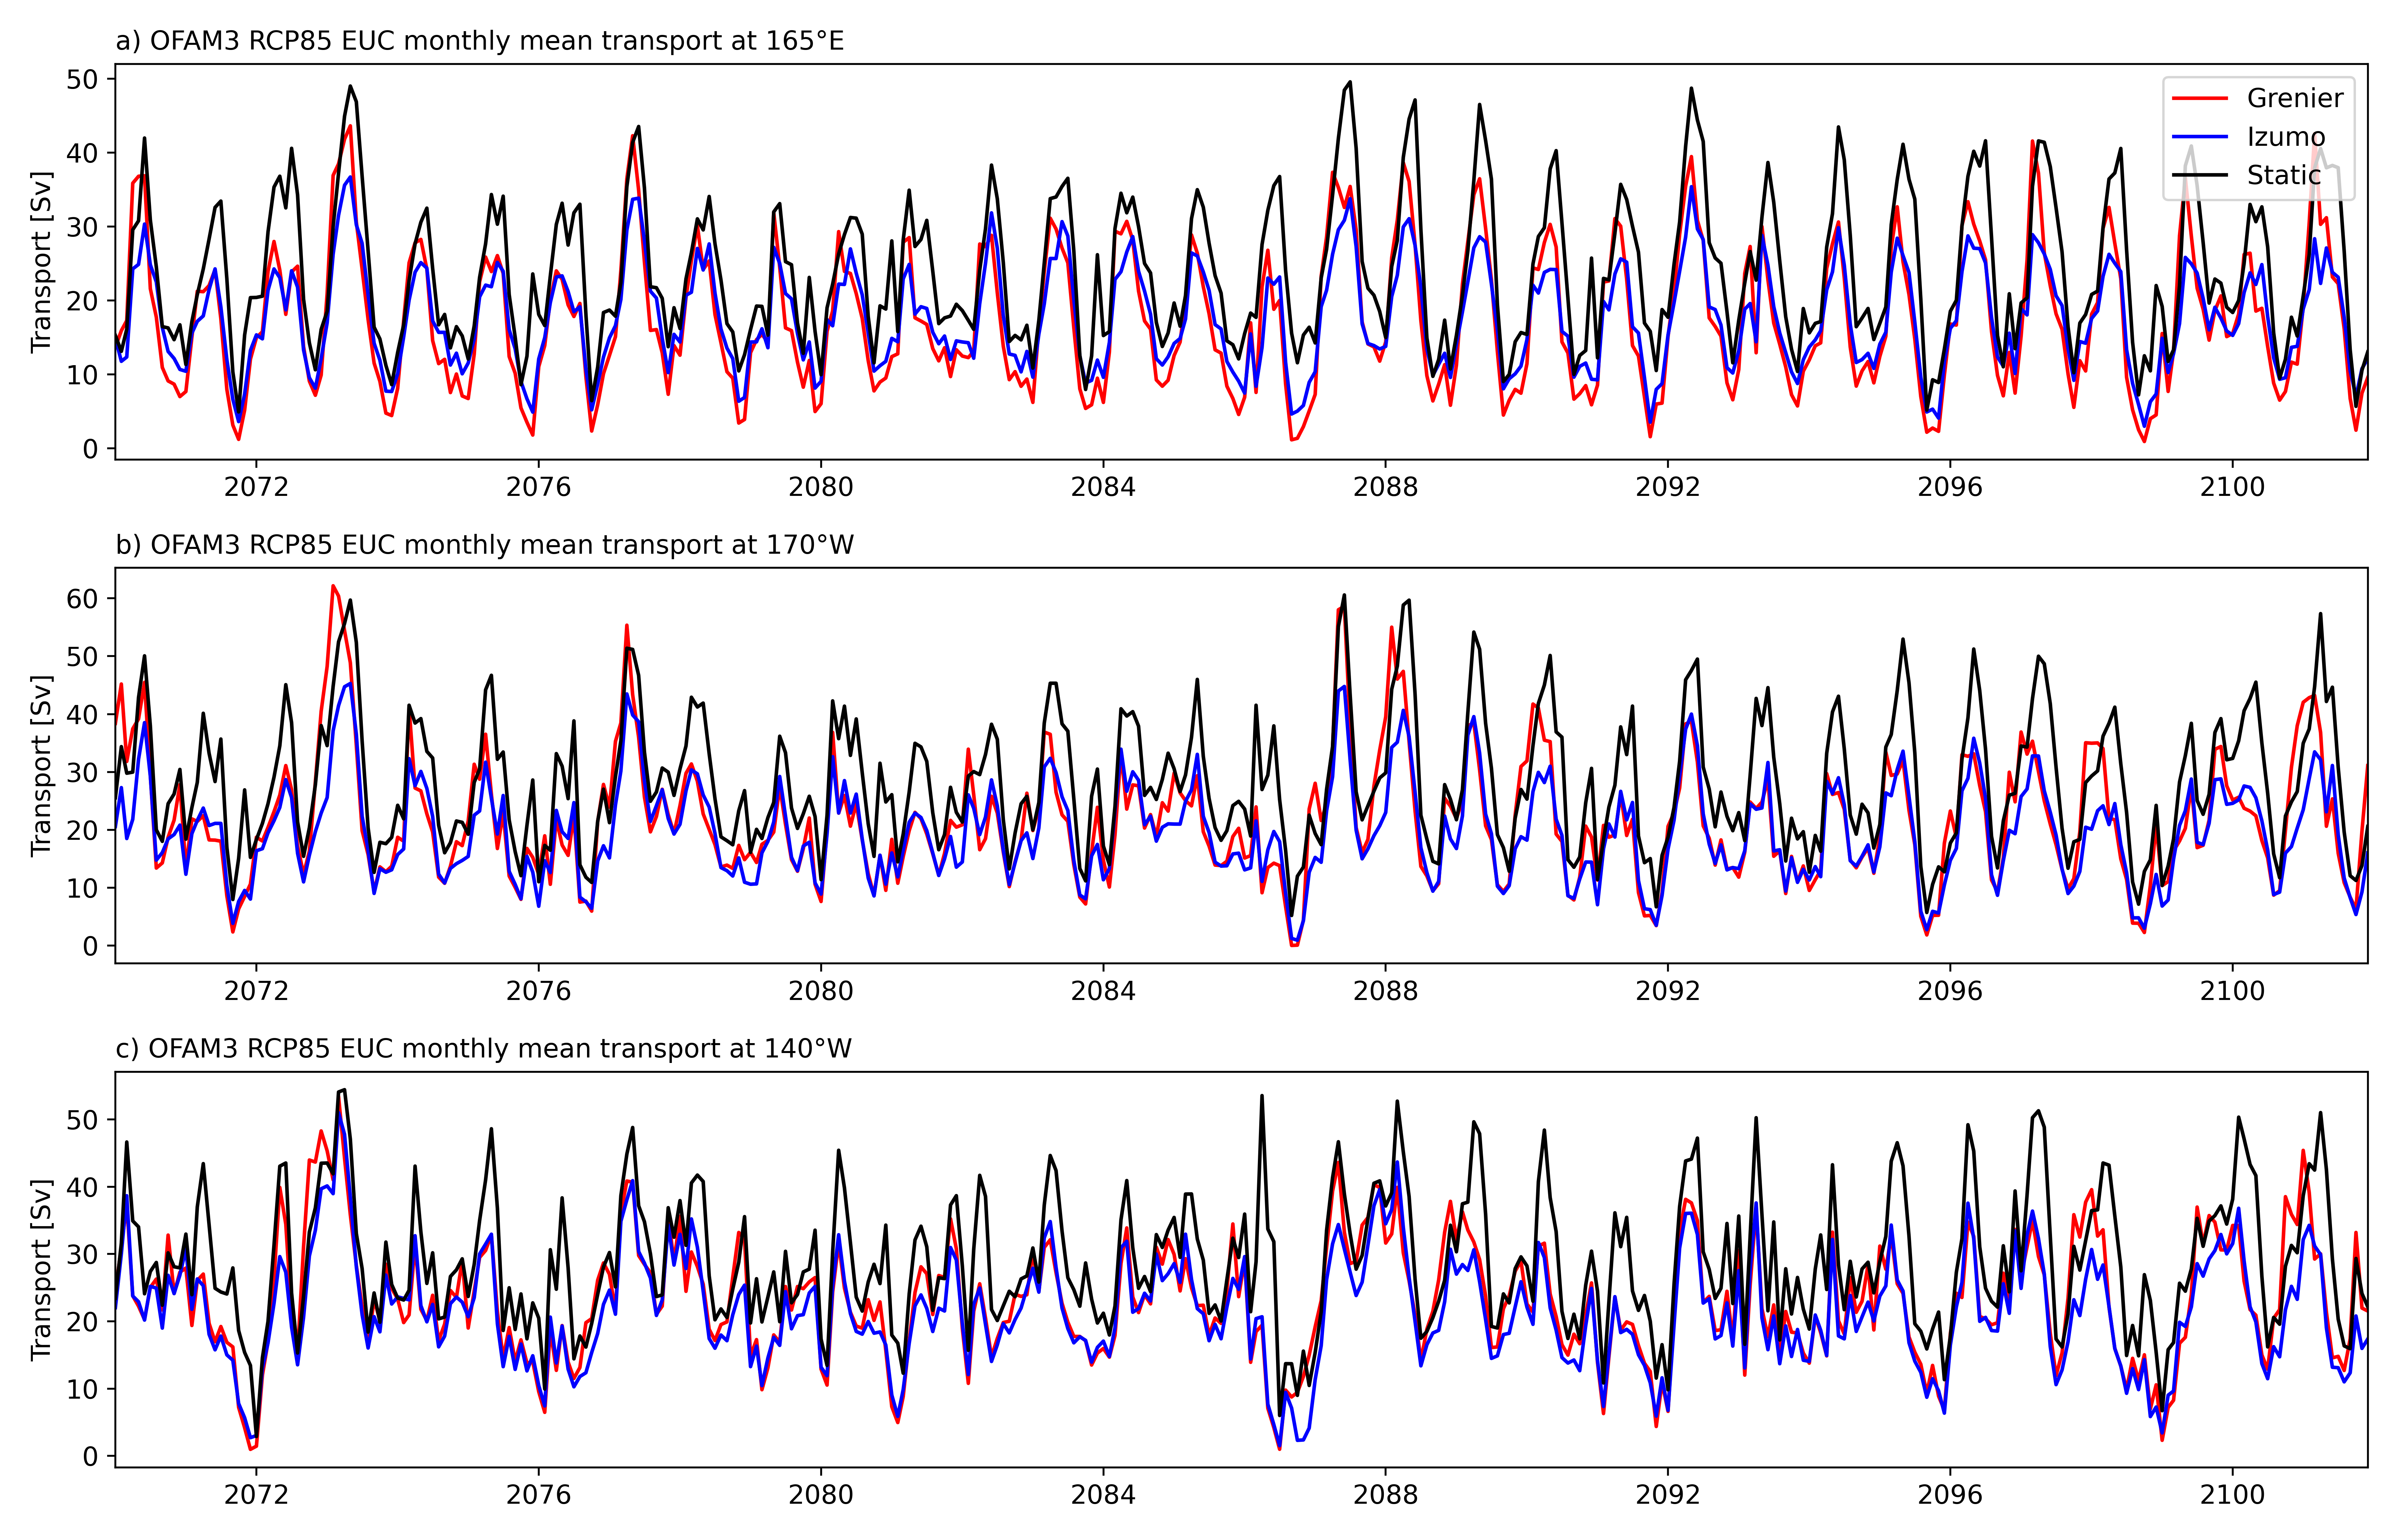 a) OFAM3 RCP85 EUC monthly mean transport at 165°E
Transport [Sv]
50
40
30
20
10
0
Grenier
Izumo
Static
2072 2076 2080 2084 2088 2092 2096 2100
b) OFAM3 RCP85 EUC monthly mean transport at 170°W
Transport [Sv]
60
50
40
30
20
10
0
2072 2076 2080 2084 2088 2092 2096 2100
c) OFAM3 RCP85 EUC monthly mean transport at 140°W
Transport [Sv]
50
40
30
20
10
0
2072 2076 2080 2084 2088 2092 2096 2100